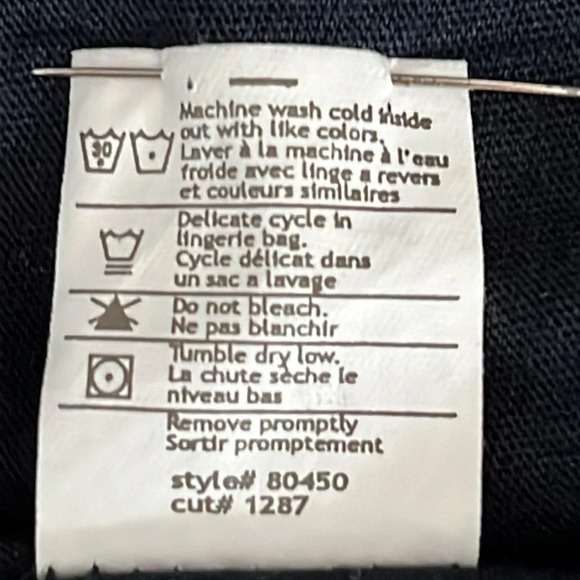 Machine wash cold inside
out with like colors,
30
Laver à la machine à l'eau
froide avec linge a revers
et couleurs similaires
Delicate cycle in
lingerie bag.
Cycle délicat dans
un sac a lavage
Do not bleach.
Ne pas blanchir
Tumble dry low.
La chute sèche le
niveau bas
Remove promptly
Sortir promptement
style# 80450
cut# 1287